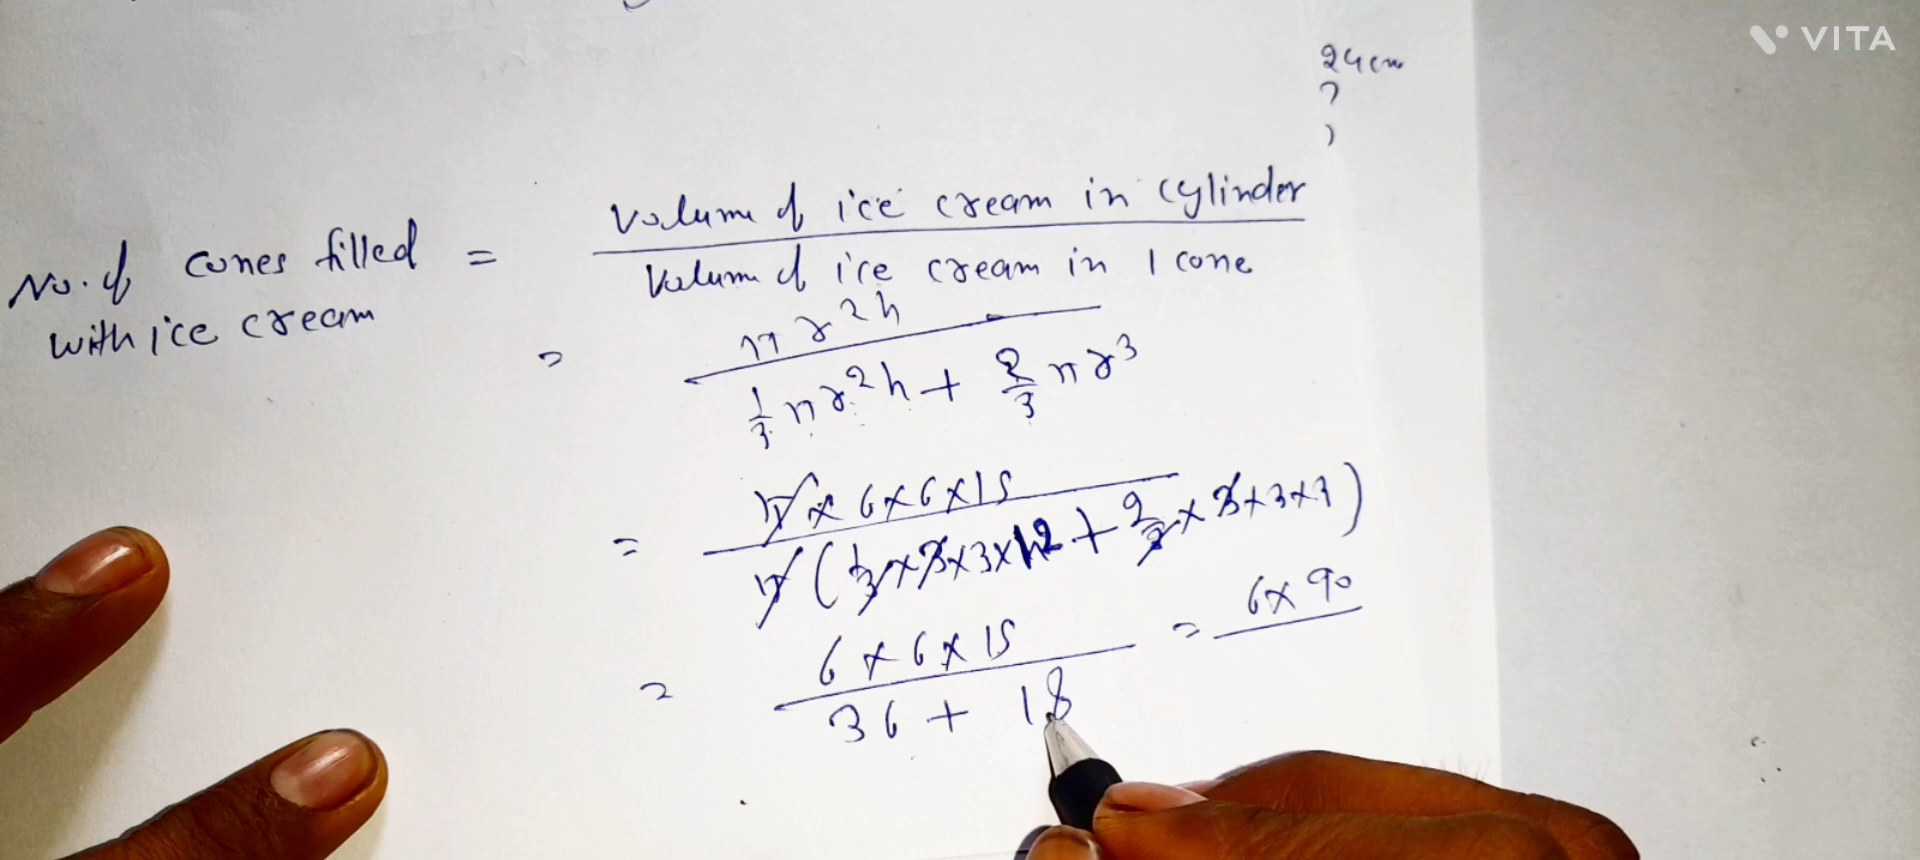 VITA
24cm
?
)
No. of cones filled with ice cream = Volume of ice cream in cylinder / Volume of ice cream in 1 cone
= πr²h / 1/3 πr²h + 2/3 πr³
= π × 6×6×15 / π (1/3 ×3×3×12 + 2/3 × 3×3×3)
= 6×6×15 / 36 + 18 = 6×90